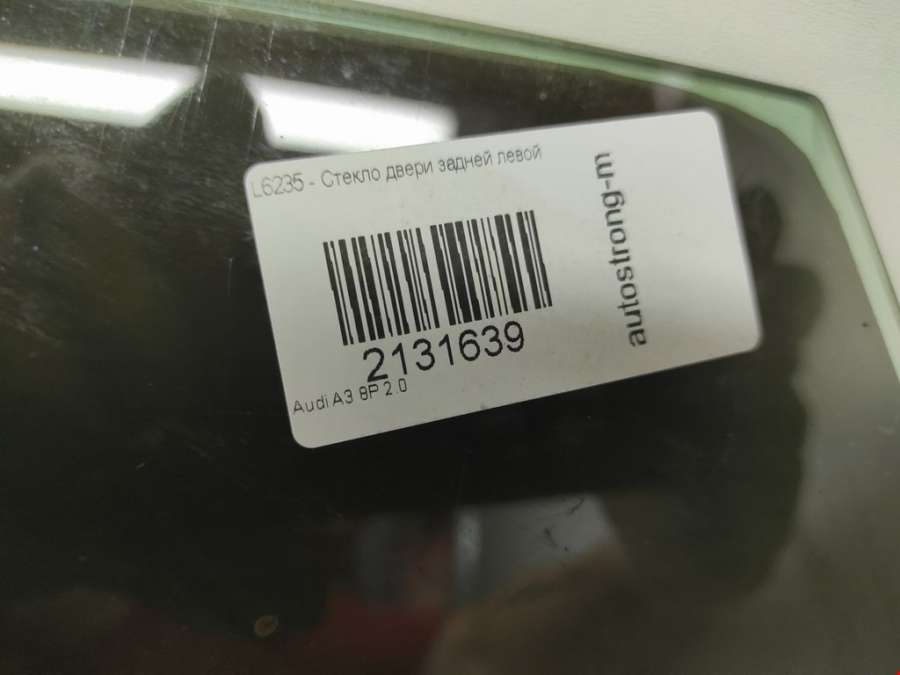 L6235 - Стекло двери задней левой
autostrong-m
2131639
Audi A3 8P 2.0